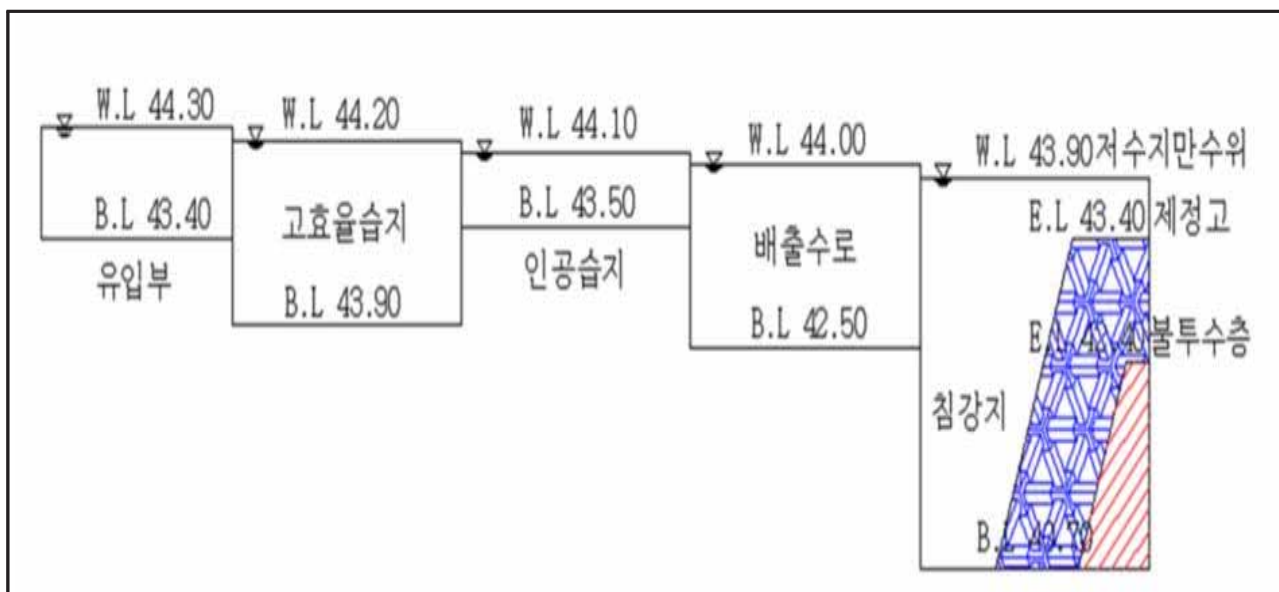 W.L 44.30
B.L 43.40
유입부
W.L 44.20
고효율습지
B.L 43.90
W.L 44.10
B.L 43.50
인공습지
W.L 44.00
배출수로
B.L 42.50
W.L 43.90저수지만수위
E.L 43.40 제정고
불투수층
침강지